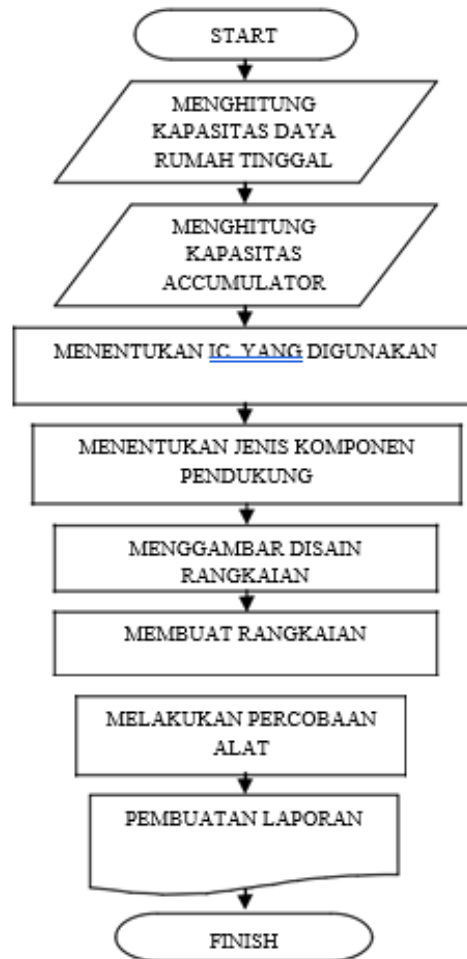 START
MENGHITUNG
KAPASITAS DAYA
RUMAH TINGGAL
MENGHITUNG
KAPASITAS
ACCUMULATOR
MENENTUKAN IC YANG DIGUNAKAN
MENENTUKAN JENIS KOMPONEN
PENDUKUNG
MENGGAMBAR DISAIN
RANGKAIAN
MEMBUAT RANGKAIAN
MELAKUKAN PERCOBAAN
ALAT
PEMBUATAN LAPORAN
FINISH